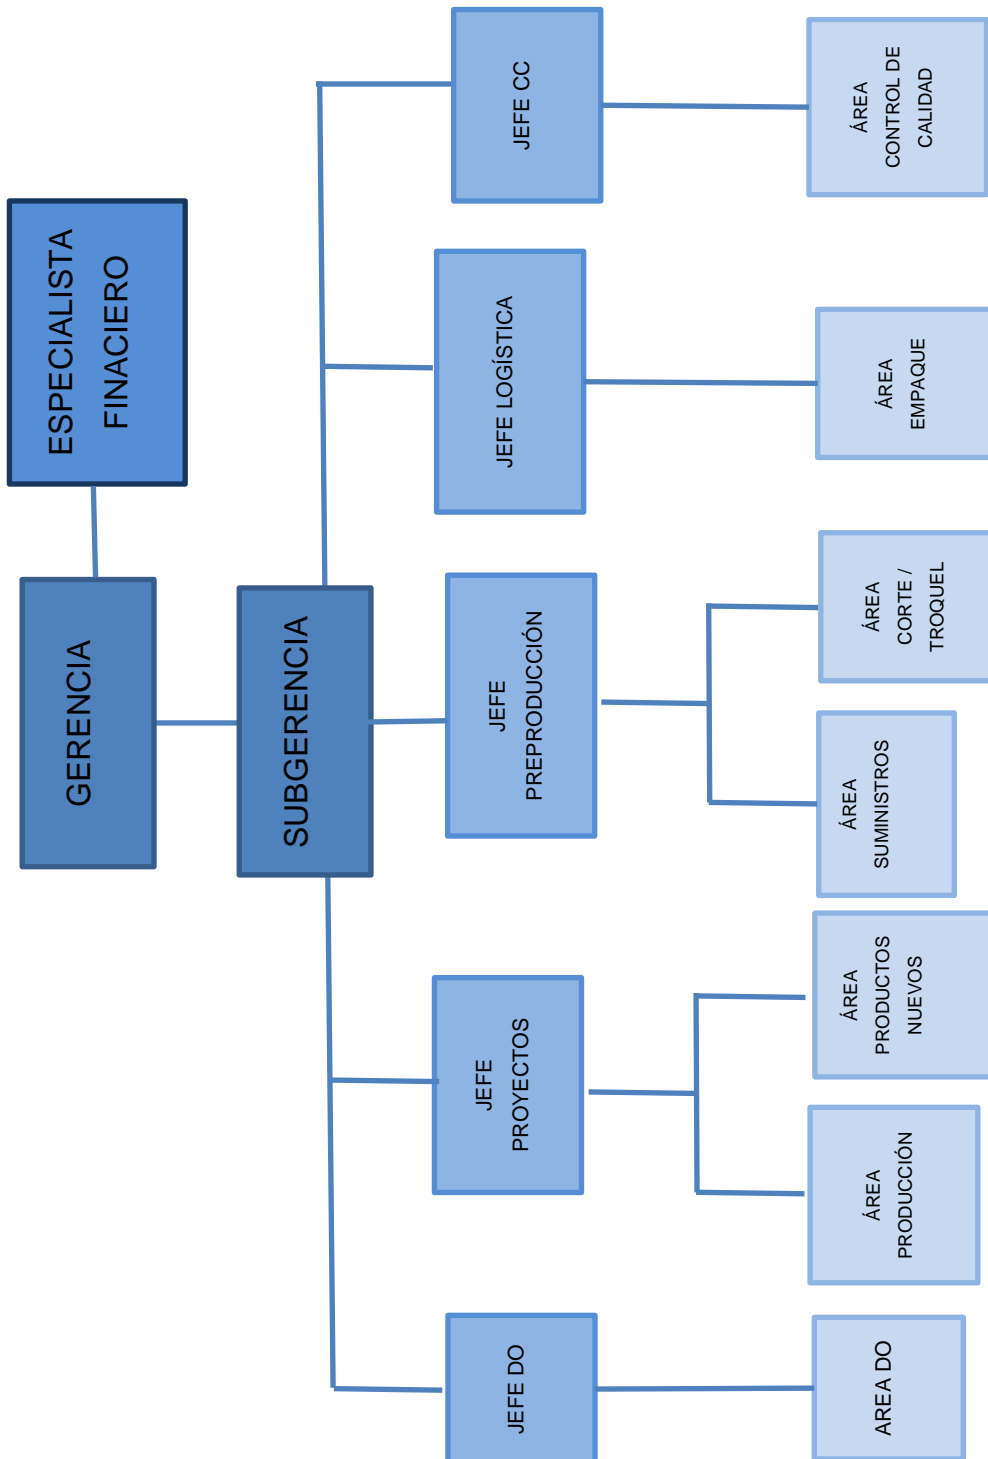 GERENCIA
ESPECIALISTA
FINACIERO
SUBGERENCIA
JEFE DO
JEFE
PROYECTOS
JEFE
PREPRODUCCIÓN
JEFE LOGÍSTICA
JEFE CC
AREA DO
ÁREA
PRODUCCIÓN
ÁREA
PRODUCTOS
NUEVOS
ÁREA
SUMINISTROS
ÁREA
CORTE /
TROQUEL
ÁREA
EMPAQUE
ÁREA
CONTROL DE
CALIDAD